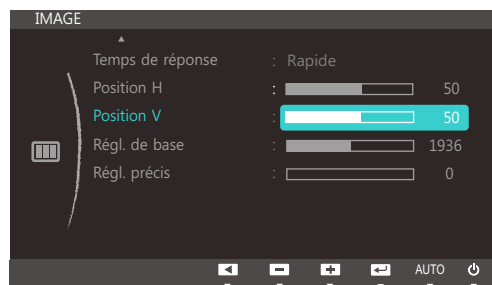 IMAGE
Temps de réponse : Rapide
Position H : 50
Position V : 50
Régl. de base : 1936
Régl. précis : 0
AUTO